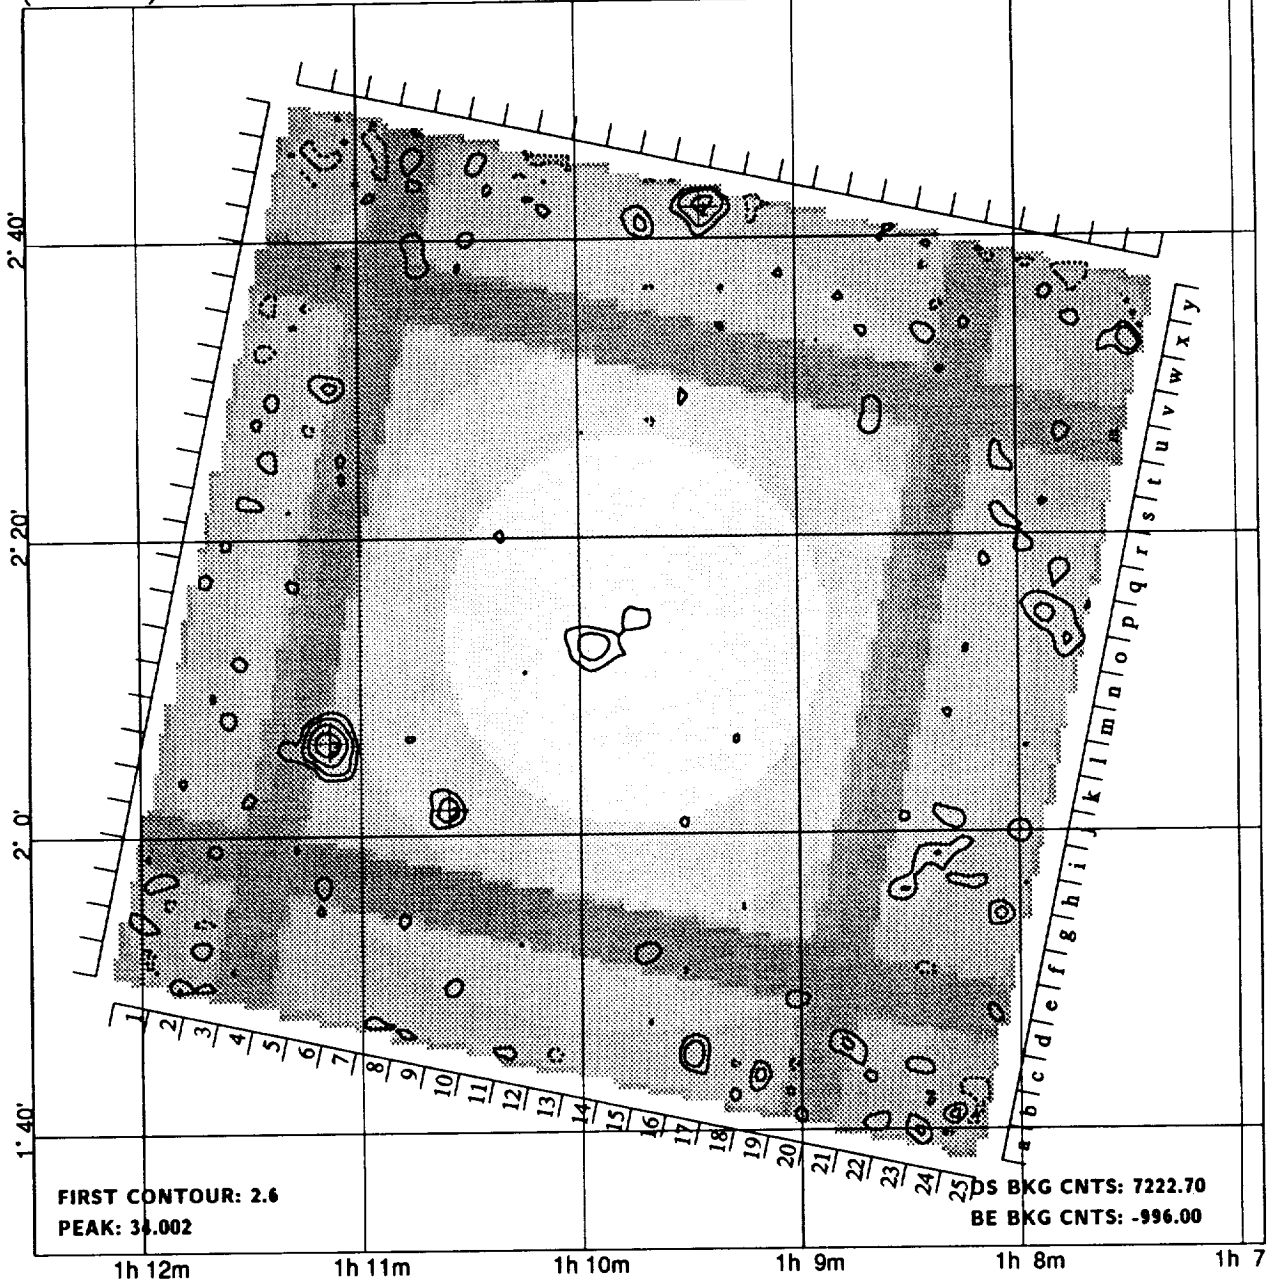 2° 40'
2° 20'
2° 0'
1° 40'
y
x
w
v
u
t
s
r
q
p
o
n
m
l
k
j
i
h
g
f
e
d
c
b
a
1 2 3 4 5 6 7 8 9 10 11 12 13 14 15 16 17 18 19 20 21 22 23 24 25
FIRST CONTOUR: 2.6
PEAK: 34.002
DS BKG CNTS: 7222.70
BE BKG CNTS: -996.00
1h 12m 1h 11m 1h 10m 1h 9m 1h 8m 1h 7